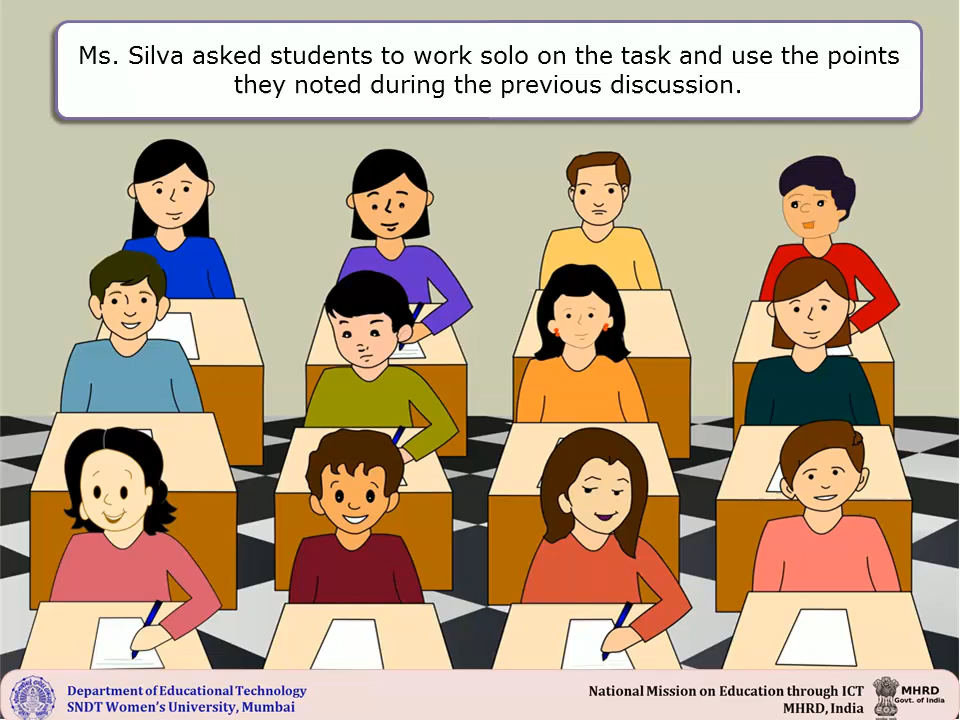 Ms. Silva asked students to work solo on the task and use the points
they noted during the previous discussion.
Department of Educational Technology
SNDT Women's University, Mumbai
National Mission on Education through ICT
MHRD, India
MHRD
Govt. of India